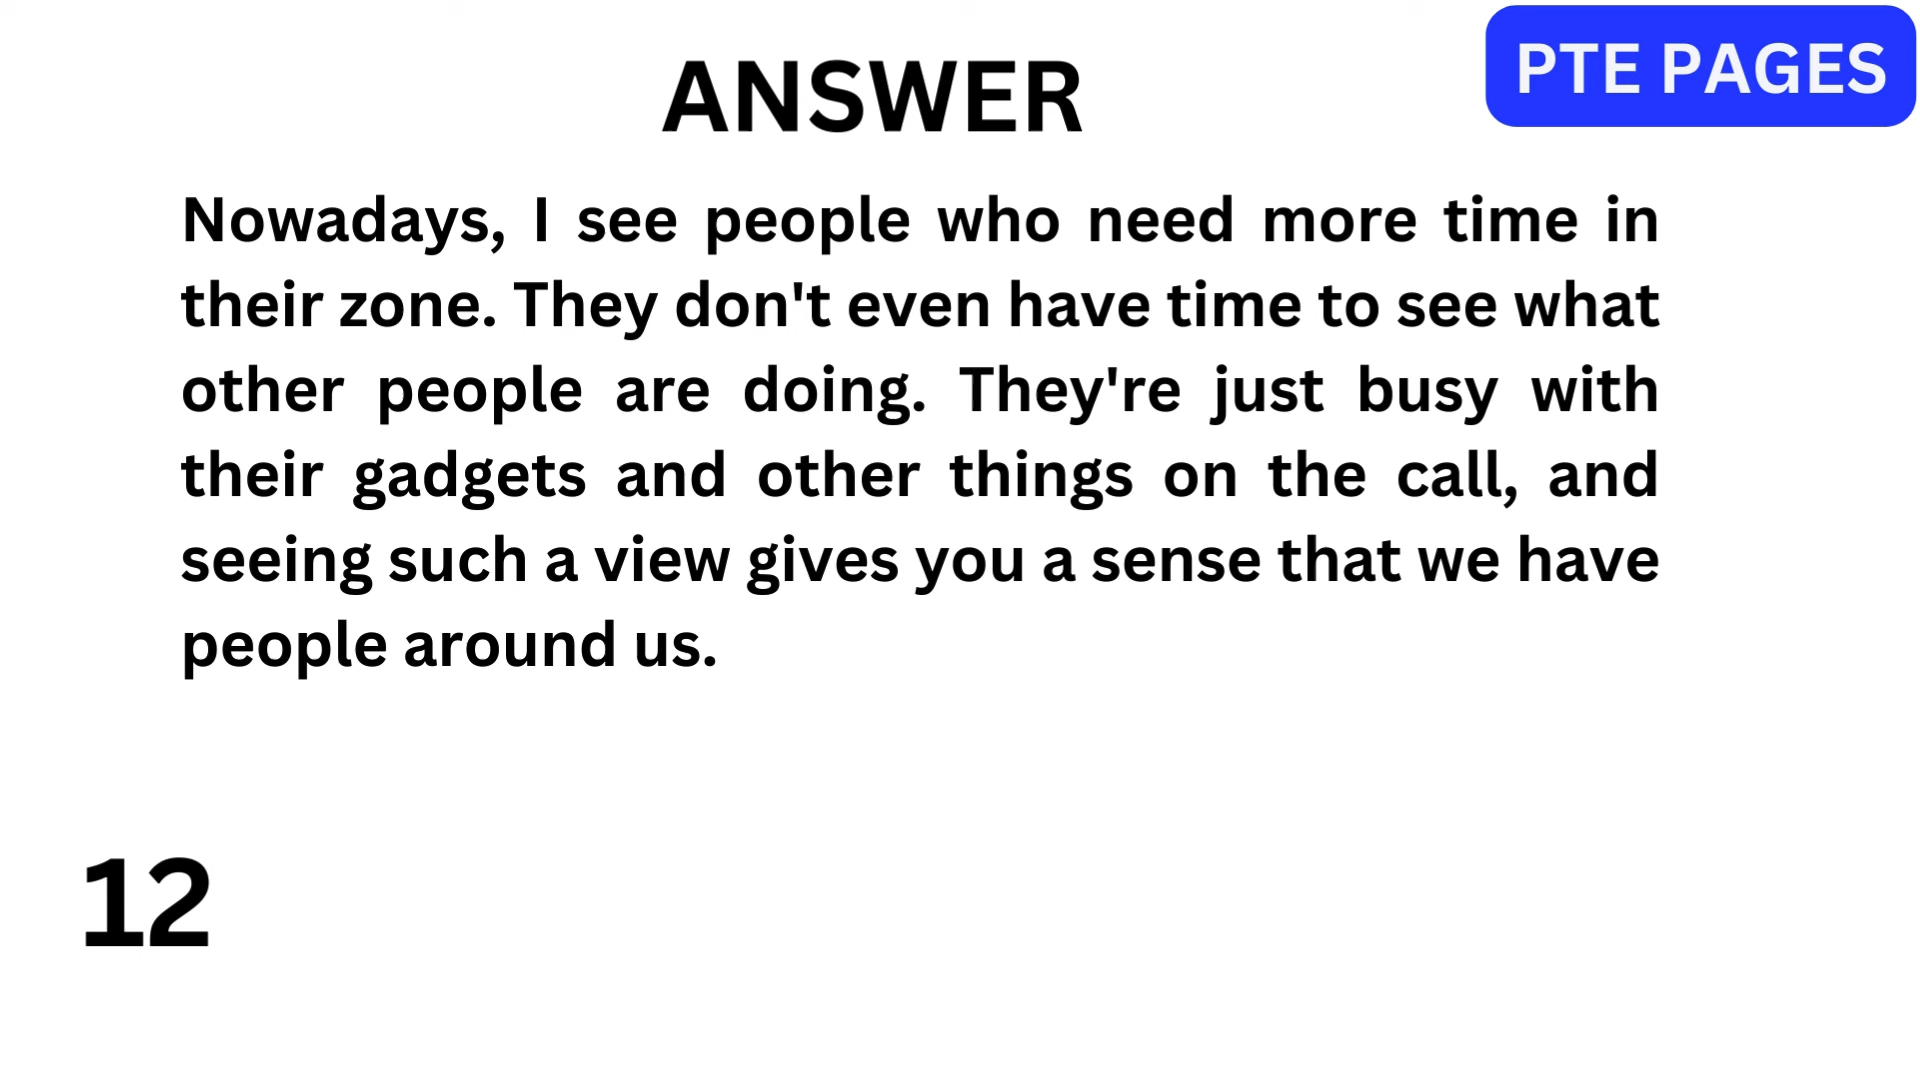 PTE PAGES
ANSWER
Nowadays, I see people who need more time in
their zone. They don't even have time to see what
other people are doing. They're just busy with
their gadgets and other things on the call, and
seeing such a view gives you a sense that we have
people around us.
12